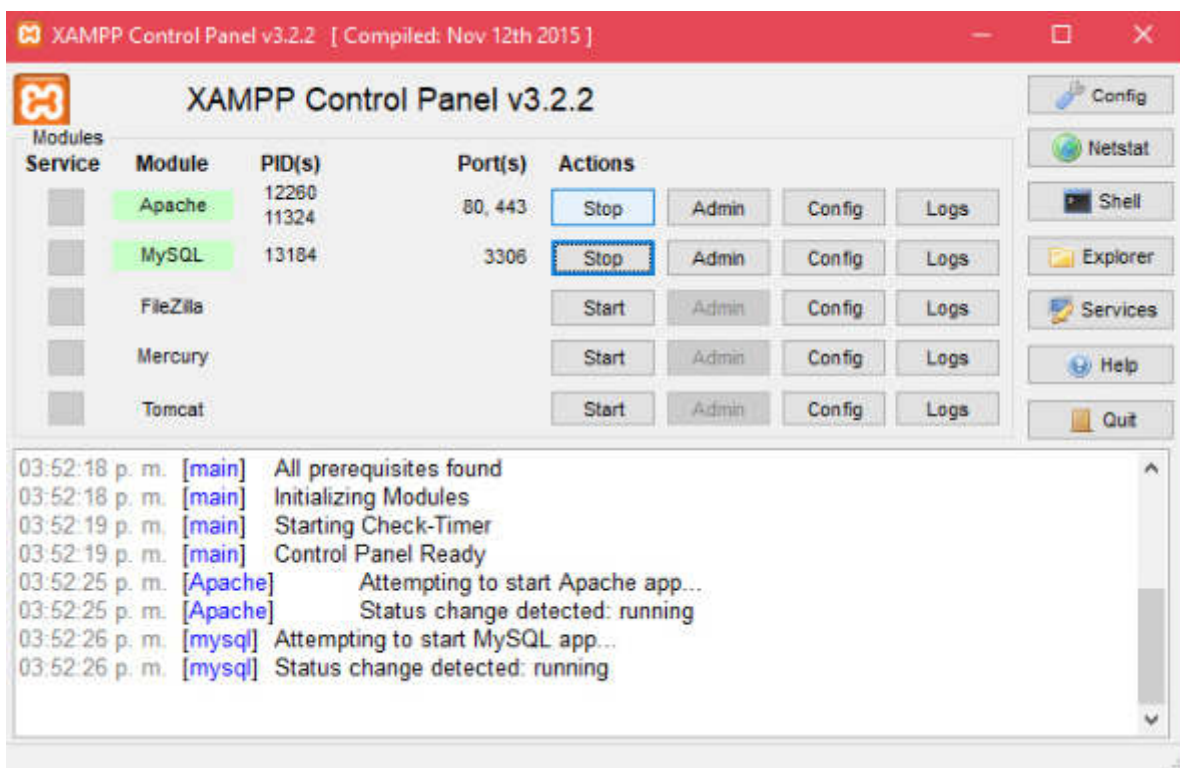 XAMPP Control Panel v3.2.2 [ Compiled: Nov 12th 2015 ]
XAMPP Control Panel v3.2.2
Config
Modules
Service Module PID(s) Port(s) Actions
Netstat
Apache 12260 11324 80, 443 Stop Admin Config Logs
Shell
MySQL 13184 3306 Stop Admin Config Logs
Explorer
FileZilla Start Admin Config Logs
Services
Mercury Start Admin Config Logs
Help
Tomcat Start Admin Config Logs
Quit
03:52:18 p. m. [main] All prerequisites found
03:52:18 p. m. [main] Initializing Modules
03:52:19 p. m. [main] Starting Check-Timer
03:52:19 p. m. [main] Control Panel Ready
03:52:25 p. m. [Apache] Attempting to start Apache app...
03:52:25 p. m. [Apache] Status change detected: running
03:52:26 p. m. [mysql] Attempting to start MySQL app...
03:52:26 p. m. [mysql] Status change detected: running